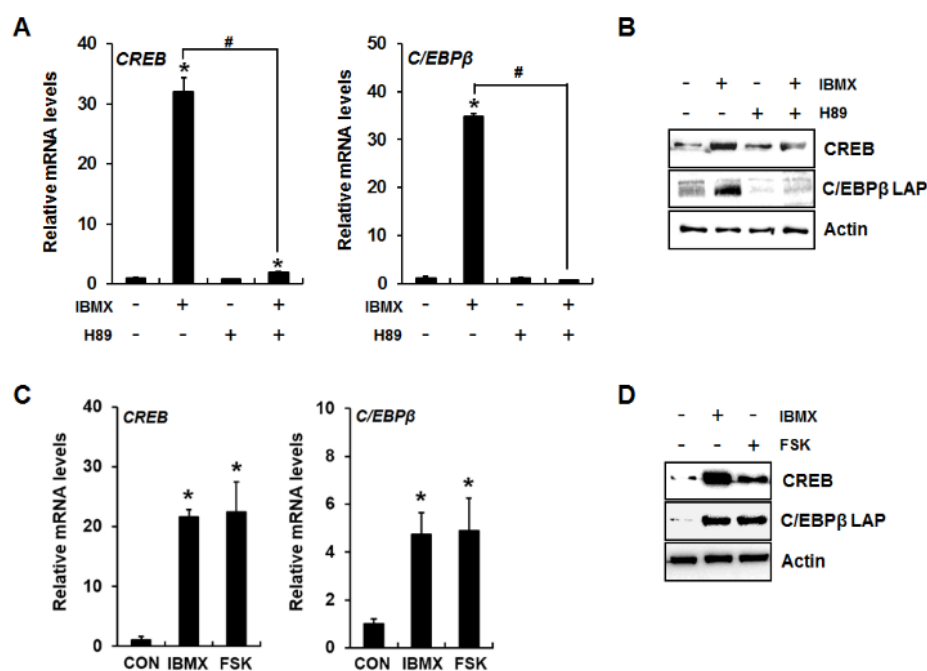 A
Relative mRNA levels
40
30
20
10
0
CREB
#
*
*
IBMX - + - +
H89 - - + +
Relative mRNA levels
50
40
30
20
10
0
C/EBPβ
#
*
- + - +
- - + +
B
- + - + IBMX
- - + + H89
CREB
C/EBPβ LAP
Actin
C
Relative mRNA levels
40
30
20
10
0
CREB
*
*
CON IBMX FSK
Relative mRNA levels
10
8
6
4
2
0
C/EBPβ
*
*
CON IBMX FSK
D
- + - IBMX
- - + FSK
CREB
C/EBPβ LAP
Actin